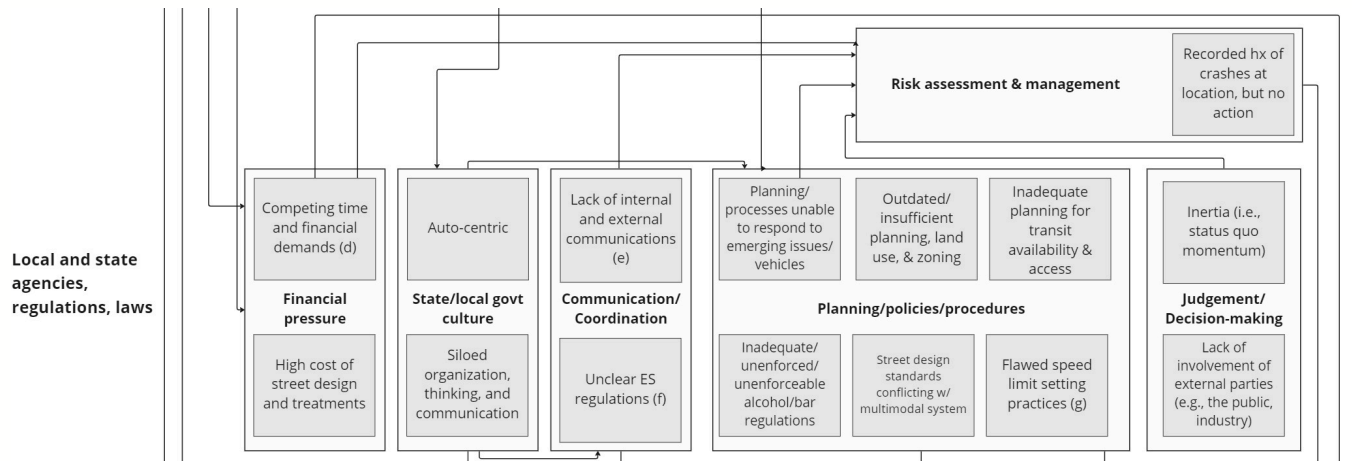 Risk assessment & management
Recorded hx of
crashes at
location, but no
action
Local and state
agencies,
regulations, laws
Competing time
and financial
demands (d)
Financial
pressure
High cost of
street design
and treatments
Auto-centric
State/local govt
culture
Siloed
organization,
thinking, and
communication
Lack of internal
and external
communications
(e)
Communication/
Coordination
Unclear ES
regulations (f)
Planning/
processes unable
to respond to
emerging issues/
vehicles
Outdated/
insufficient
planning, land
use, & zoning
Inadequate
planning for
transit
availability &
access
Planning/policies/procedures
Inadequate/
unenforced/
unenforceable
alcohol/bar
regulations
Street design
standards
conflicting w/
multimodal system
Flawed speed
limit setting
practices (g)
Inertia (i.e.,
status quo
momentum)
Judgement/
Decision-making
Lack of
involvement of
external parties
(e.g., the public,
industry)